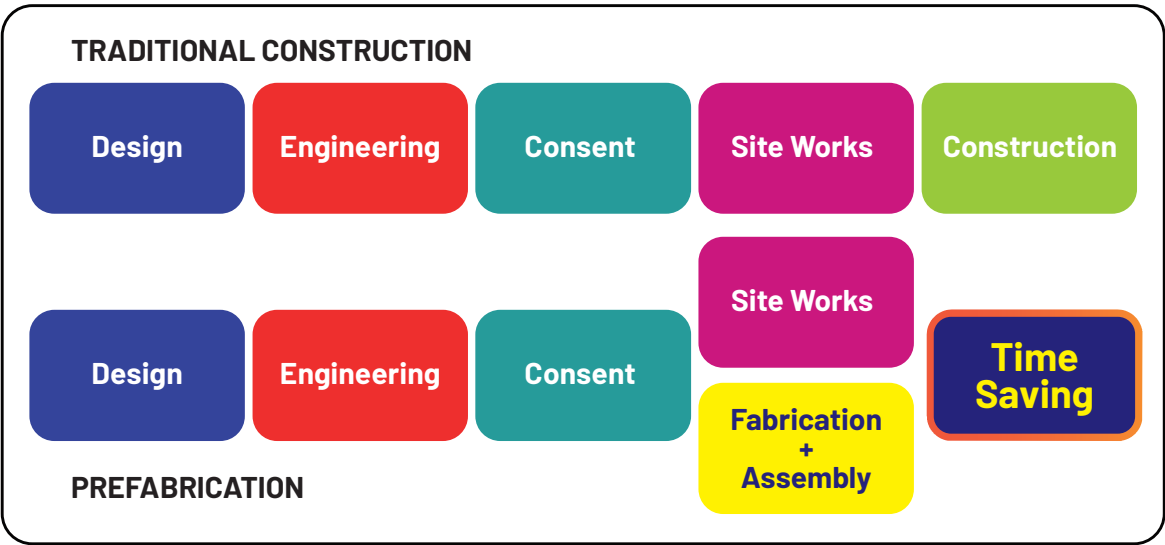 TRADITIONAL CONSTRUCTION
Design
Engineering
Consent
Site Works
Construction
Design
Engineering
Consent
Site Works
Fabrication
+
Assembly
Time
Saving
PREFABRICATION